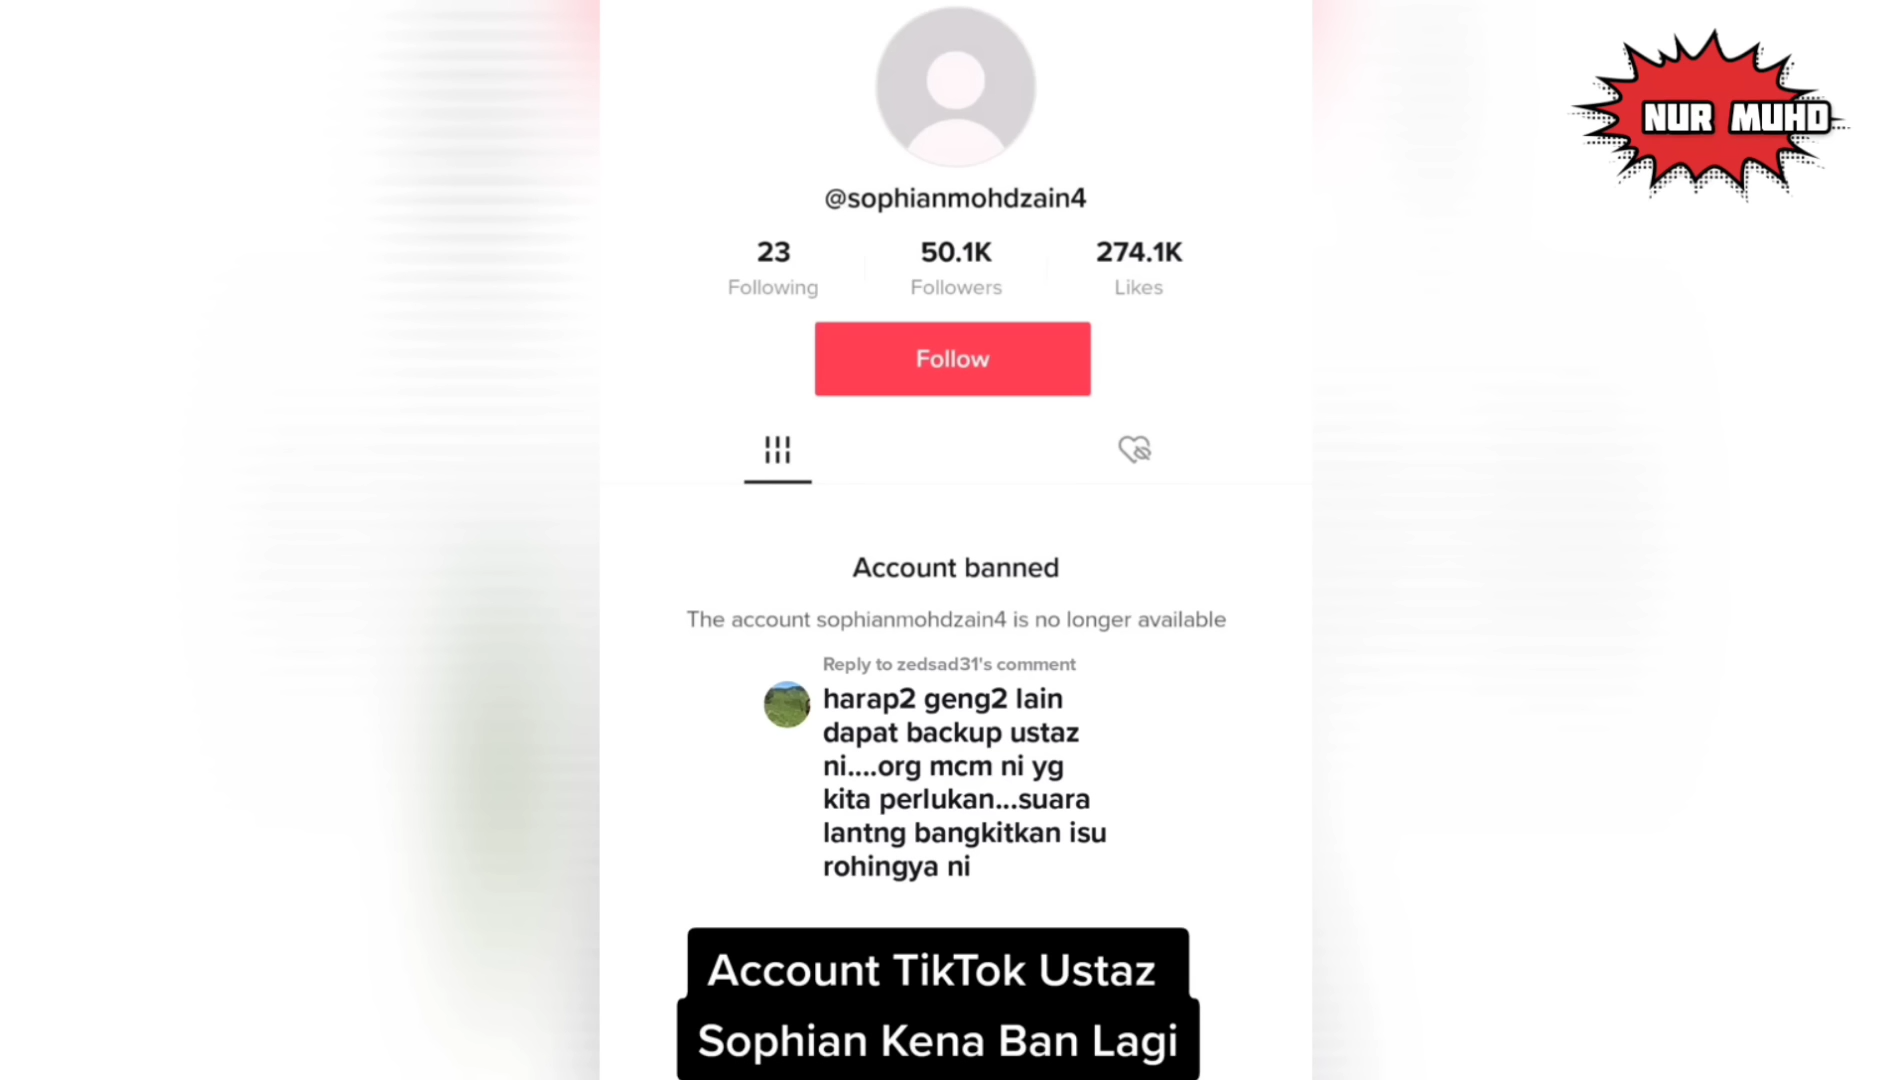 NUR MUHD
@sophianmohdzain4
23 50.1K 274.1K
Following Followers Likes
Follow
Account banned
The account sophianmohdzain4 is no longer available
Reply to zedsad31's comment
harap2 geng2 lain
dapat backup ustaz
ni....org mcm ni yg
kita perlukan...suara
lantng bangkitkan isu
rohingya ni
Account TikTok Ustaz
Sophian Kena Ban Lagi